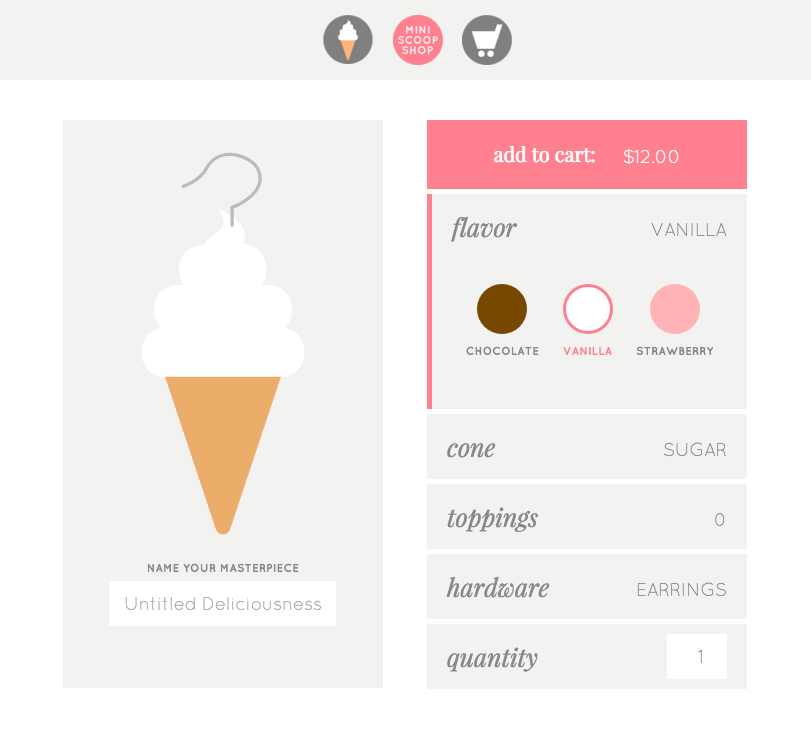 MINI
SCOOP
SHOP
add to cart: $12.00
flavor VANILLA
CHOCOLATE VANILLA STRAWBERRY
cone SUGAR
toppings 0
hardware EARRINGS
quantity 1
NAME YOUR MASTERPIECE
Untitled Deliciousness